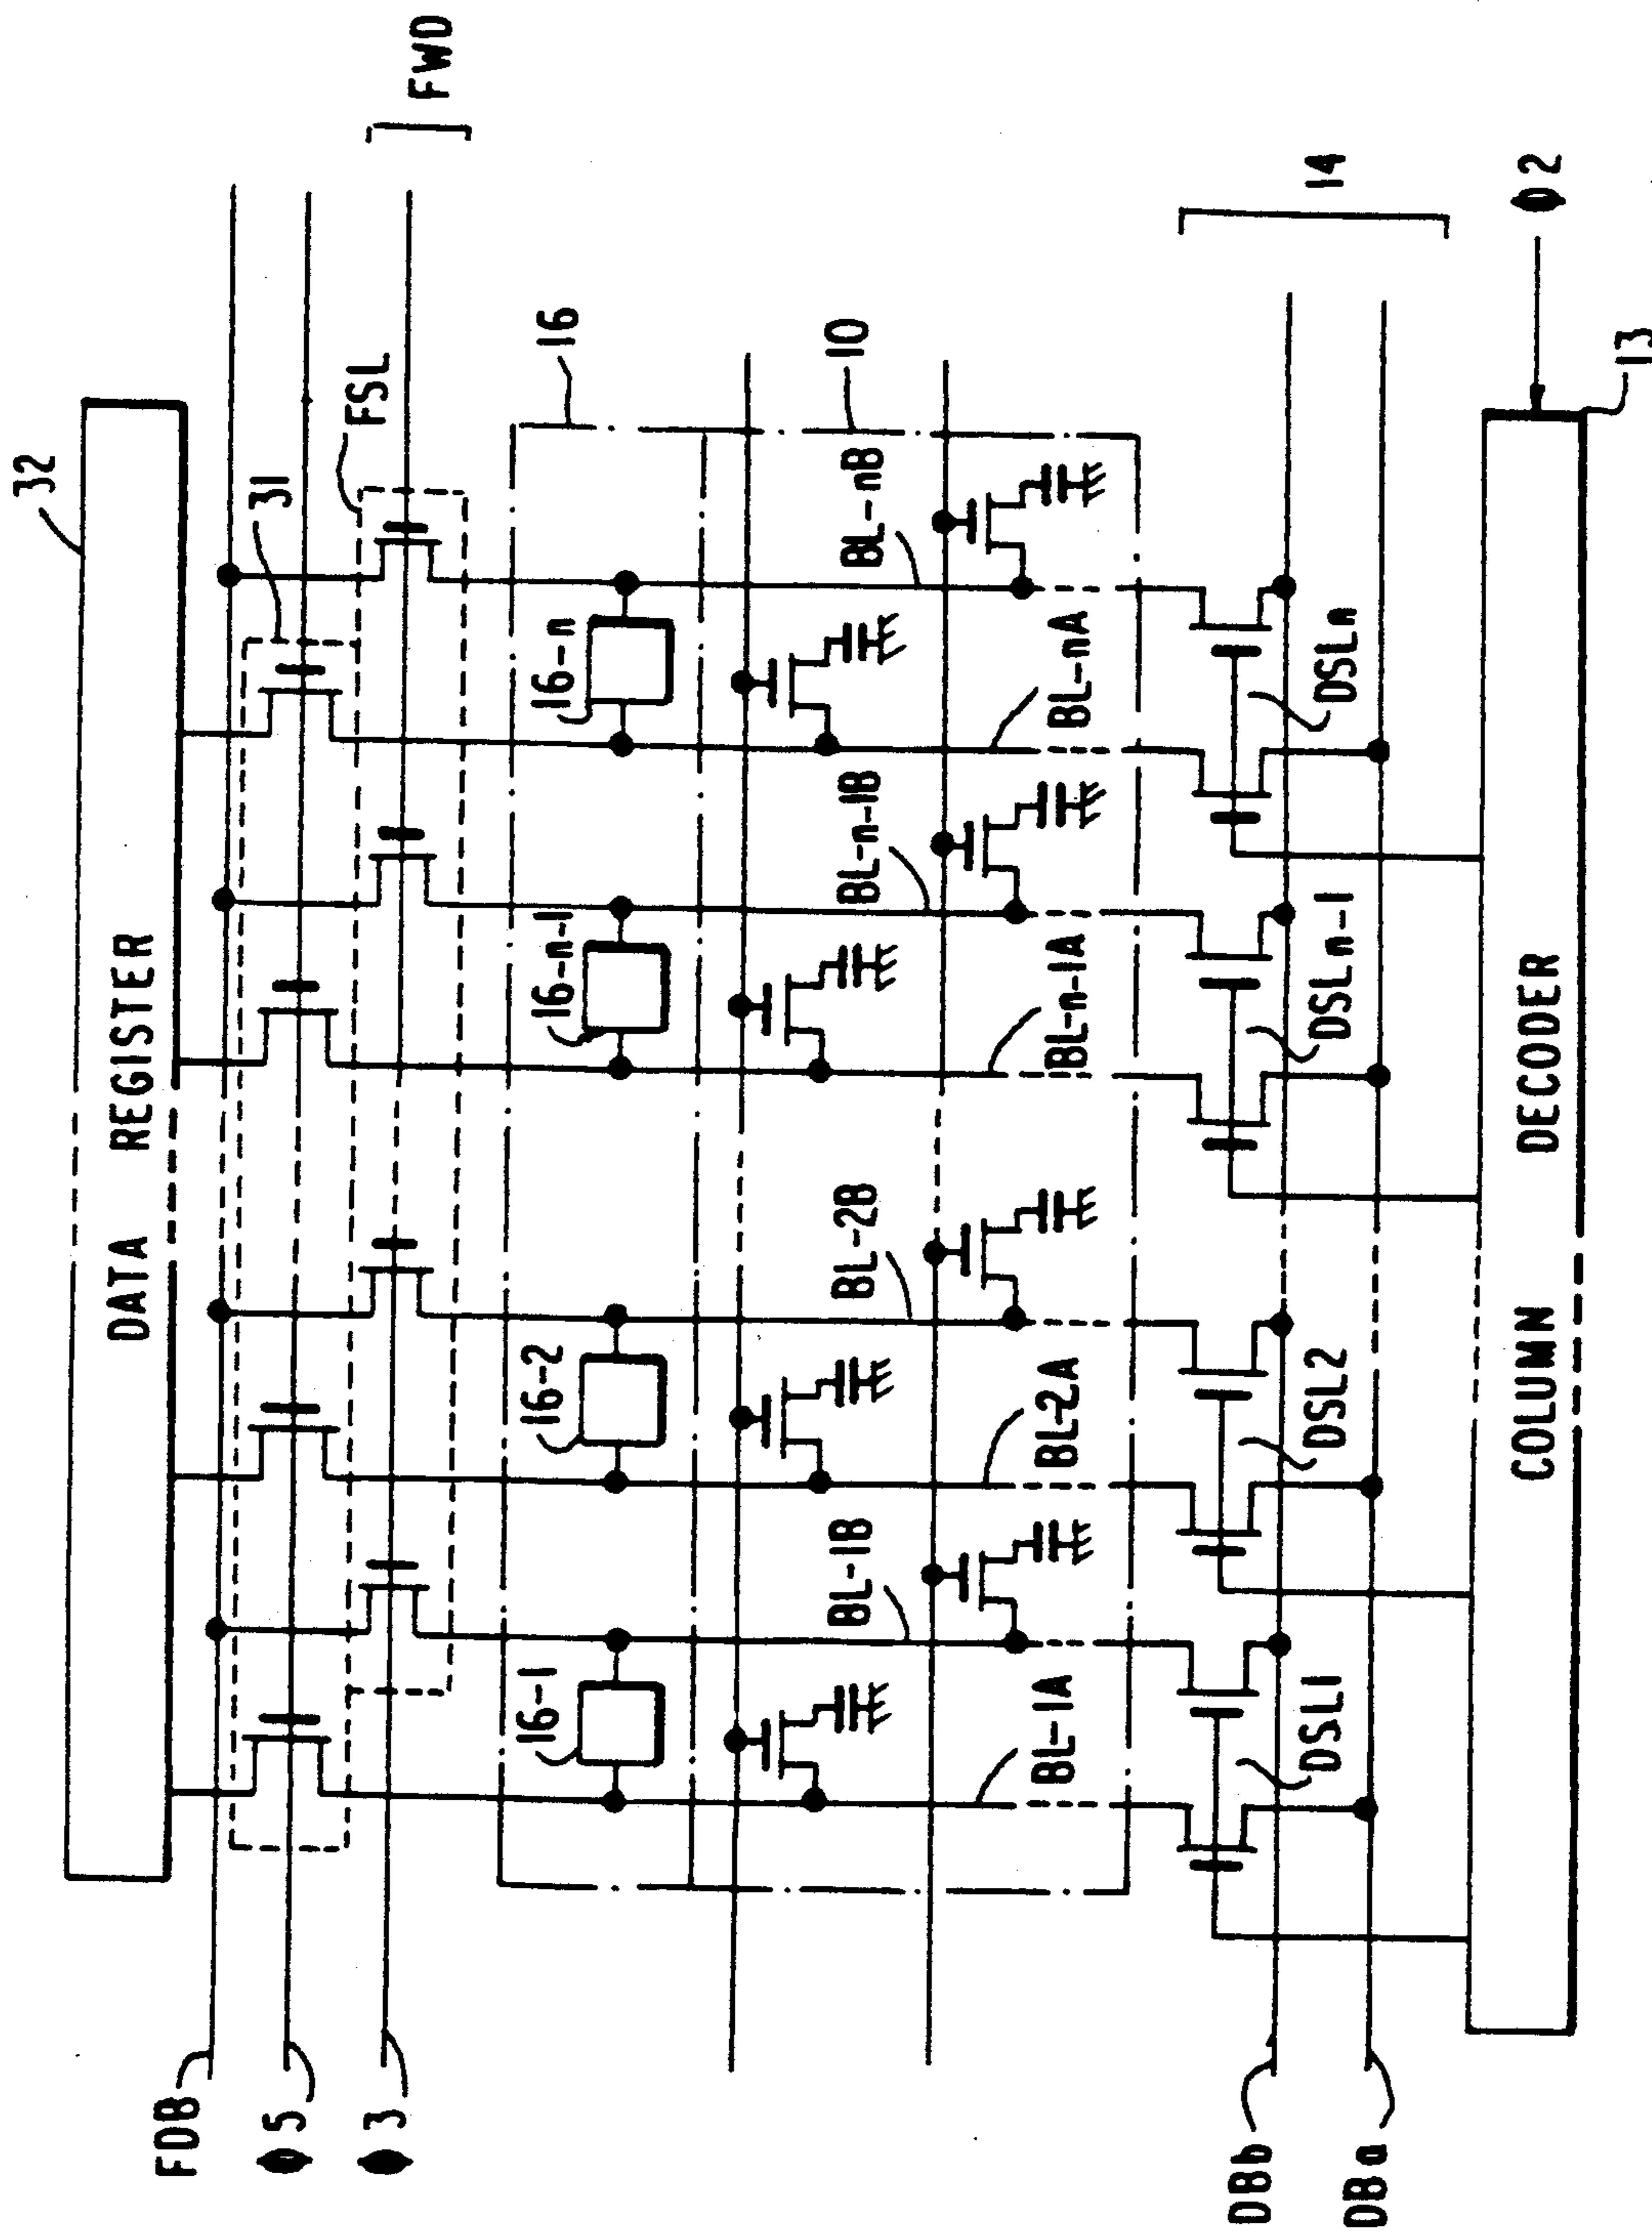 32
DATA REGISTER
FDB
Φ5
Φ3
31
FSL
FWD
16
16-1
16-2
16-n-1
16-n
10
BL-1B
BL-2B
BL-n-1B
BL-nB
BL-1A
BL-2A
BL-n-1A
BL-nA
DBb
DBa
DSL1
DSL2
DSLn-1
DSLn
14
Φ2
COLUMN DECODER
13